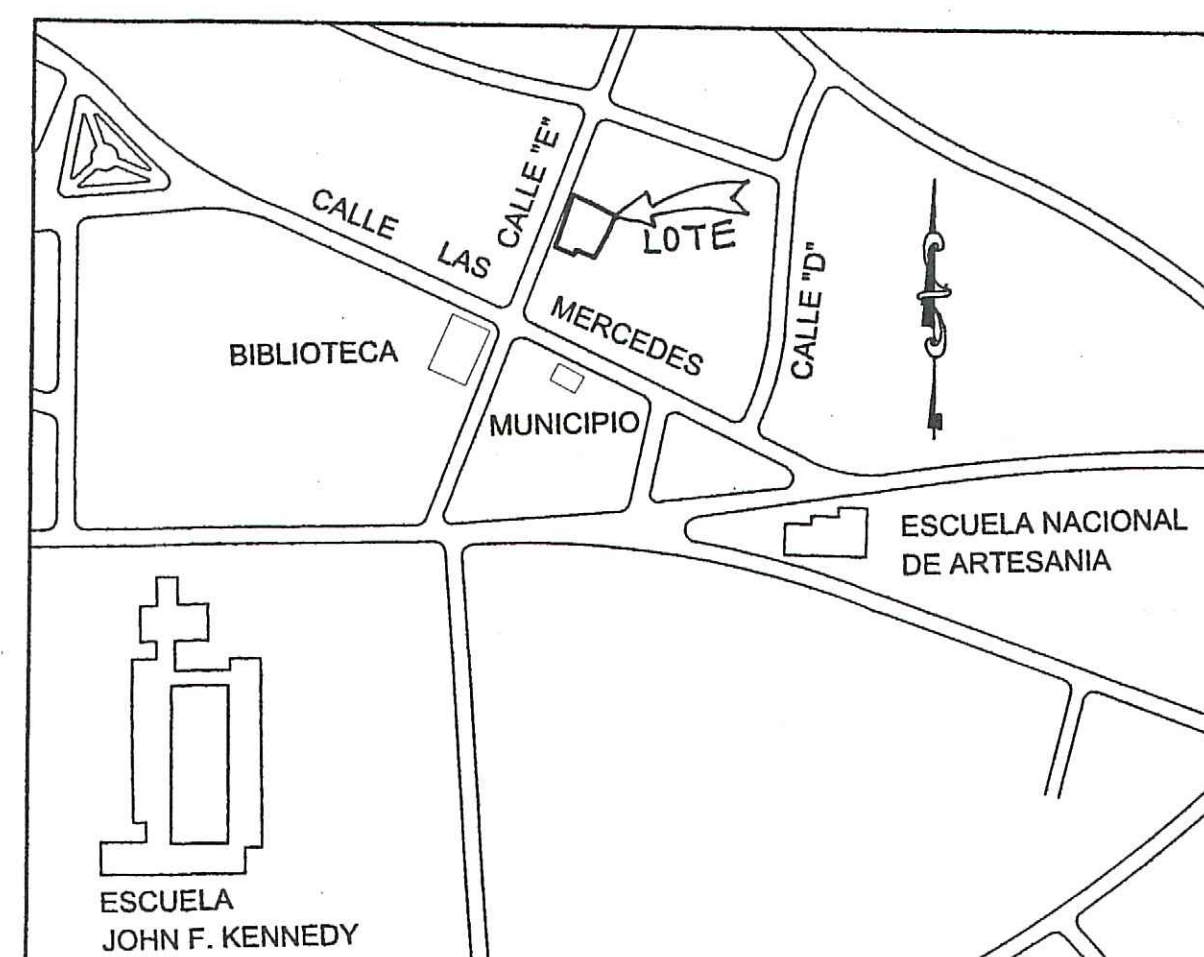 CALLE "E"
CALLE
LAS
MERCEDES
LOTE
CALLE "D"
BIBLIOTECA
MUNICIPIO
ESCUELA NACIONAL
DE ARTESANIA
ESCUELA
JOHN F. KENNEDY